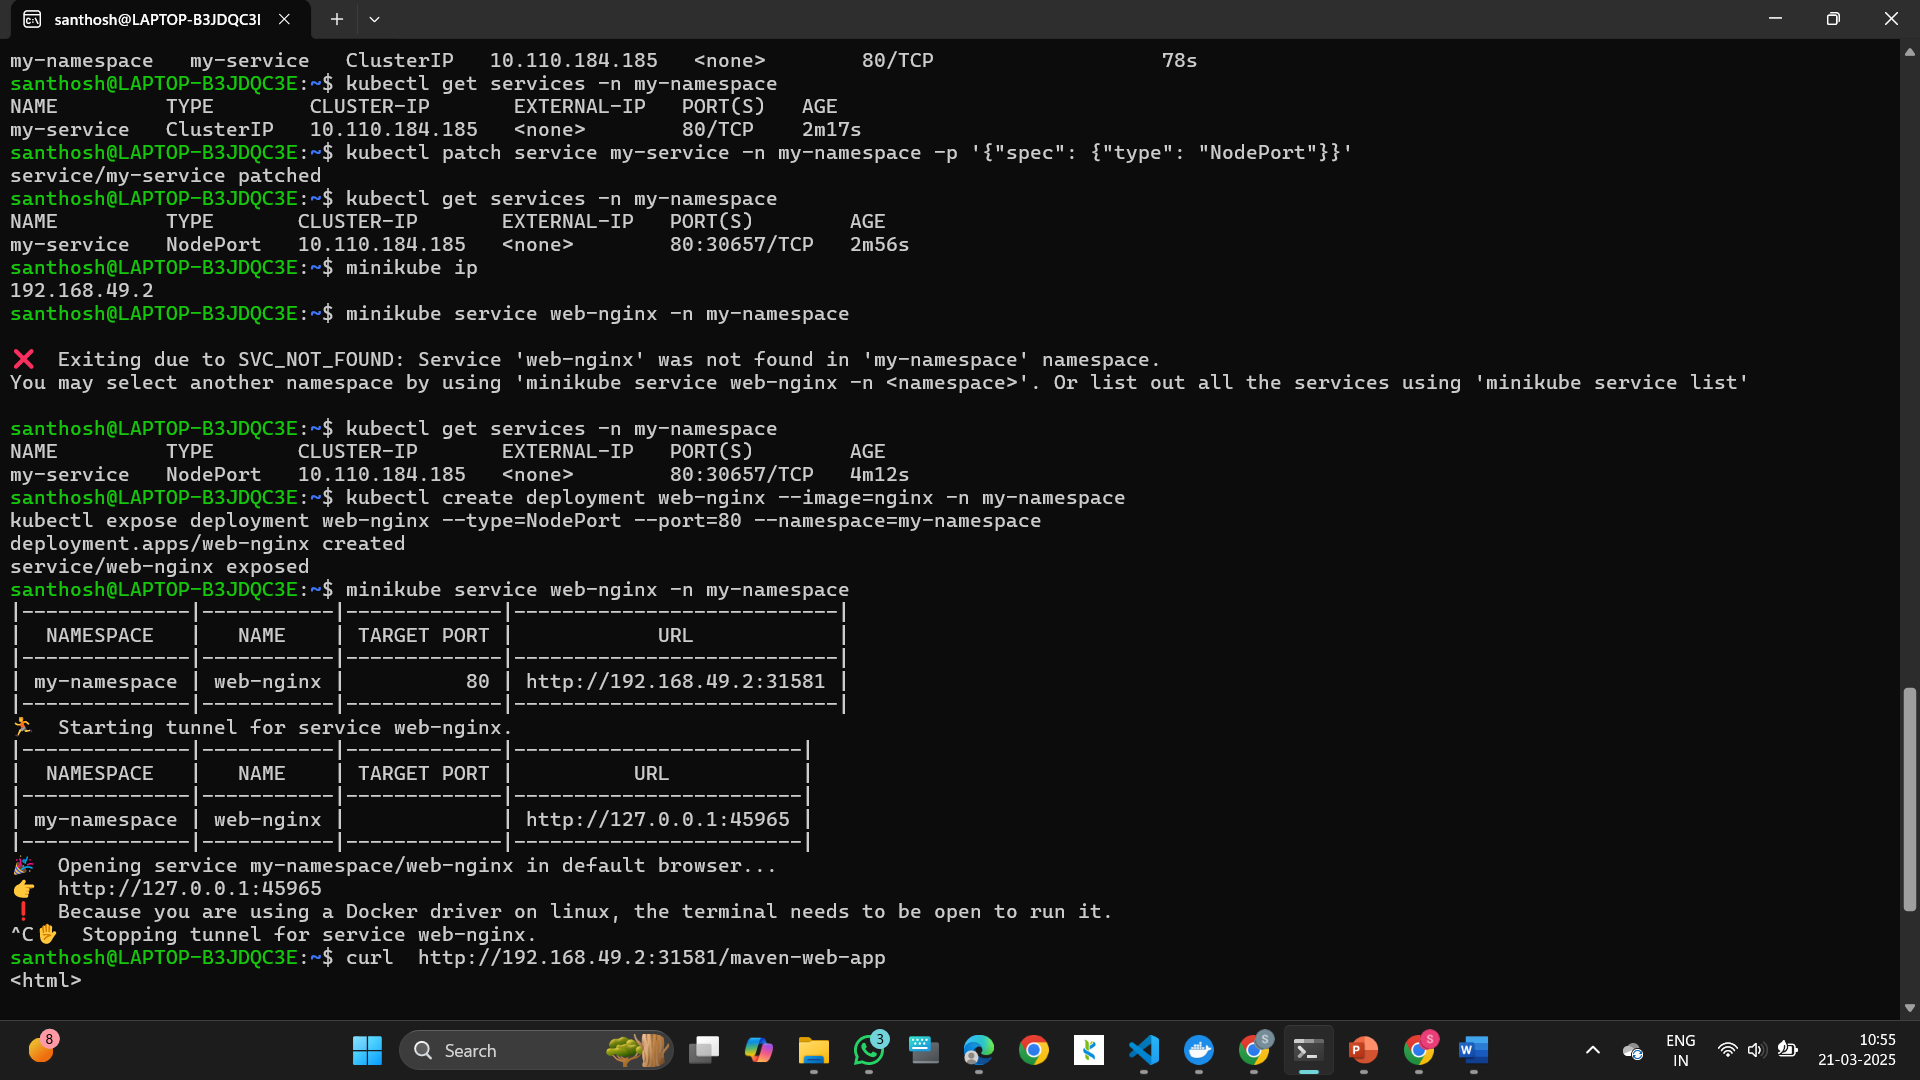 santhosh@LAPTOP-B3JDQC3I
my-namespace   my-service   ClusterIP   10.110.184.185   <none>        80/TCP                   78s
santhosh@LAPTOP-B3JDQC3E:~$ kubectl get services -n my-namespace
NAME         TYPE        CLUSTER-IP       EXTERNAL-IP   PORT(S)   AGE
my-service   ClusterIP   10.110.184.185   <none>        80/TCP    2m17s
santhosh@LAPTOP-B3JDQC3E:~$ kubectl patch service my-service -n my-namespace -p '{"spec": {"type": "NodePort"}}'
service/my-service patched
santhosh@LAPTOP-B3JDQC3E:~$ kubectl get services -n my-namespace
NAME         TYPE       CLUSTER-IP       EXTERNAL-IP   PORT(S)        AGE
my-service   NodePort   10.110.184.185   <none>        80:30657/TCP   2m56s
santhosh@LAPTOP-B3JDQC3E:~$ minikube ip
192.168.49.2
santhosh@LAPTOP-B3JDQC3E:~$ minikube service web-nginx -n my-namespace
❌  Exiting due to SVC_NOT_FOUND: Service 'web-nginx' was not found in 'my-namespace' namespace.
You may select another namespace by using 'minikube service web-nginx -n <namespace>'. Or list out all the services using 'minikube service list'
santhosh@LAPTOP-B3JDQC3E:~$ kubectl get services -n my-namespace
NAME         TYPE       CLUSTER-IP       EXTERNAL-IP   PORT(S)        AGE
my-service   NodePort   10.110.184.185   <none>        80:30657/TCP   4m12s
santhosh@LAPTOP-B3JDQC3E:~$ kubectl create deployment web-nginx --image=nginx -n my-namespace
kubectl expose deployment web-nginx --type=NodePort --port=80 --namespace=my-namespace
deployment.apps/web-nginx created
service/web-nginx exposed
santhosh@LAPTOP-B3JDQC3E:~$ minikube service web-nginx -n my-namespace
|--------------|-----------|-------------|---------------------------|
|  NAMESPACE   |   NAME    | TARGET PORT |            URL            |
|--------------|-----------|-------------|---------------------------|
| my-namespace | web-nginx |          80 | http://192.168.49.2:31581 |
|--------------|-----------|-------------|---------------------------|
🏃  Starting tunnel for service web-nginx.
|--------------|-----------|-------------|------------------------|
|  NAMESPACE   |   NAME    | TARGET PORT |          URL           |
|--------------|-----------|-------------|------------------------|
| my-namespace | web-nginx |             | http://127.0.0.1:45965 |
|--------------|-----------|-------------|------------------------|
🎉  Opening service my-namespace/web-nginx in default browser...
👉  http://127.0.0.1:45965
❗  Because you are using a Docker driver on linux, the terminal needs to be open to run it.
^C✋  Stopping tunnel for service web-nginx.
santhosh@LAPTOP-B3JDQC3E:~$ curl  http://192.168.49.2:31581/maven-web-app
<html>
8
Search
3
S
P
S
W
ENG
IN
10:55
21-03-2025